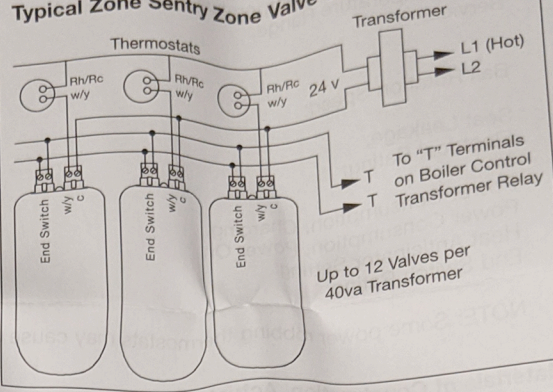 Typical Zone Sentry Zone Valve
Transformer
Thermostats
L1 (Hot)
L2
Rh/Rc
w/y
Rh/Rc
w/y
Rh/Rc
w/y
24 v
T
T
To "T" Terminals
on Boiler Control
Transformer Relay
End Switch
w/y
c
End Switch
w/y
c
End Switch
w/y
c
Up to 12 Valves per
40va Transformer